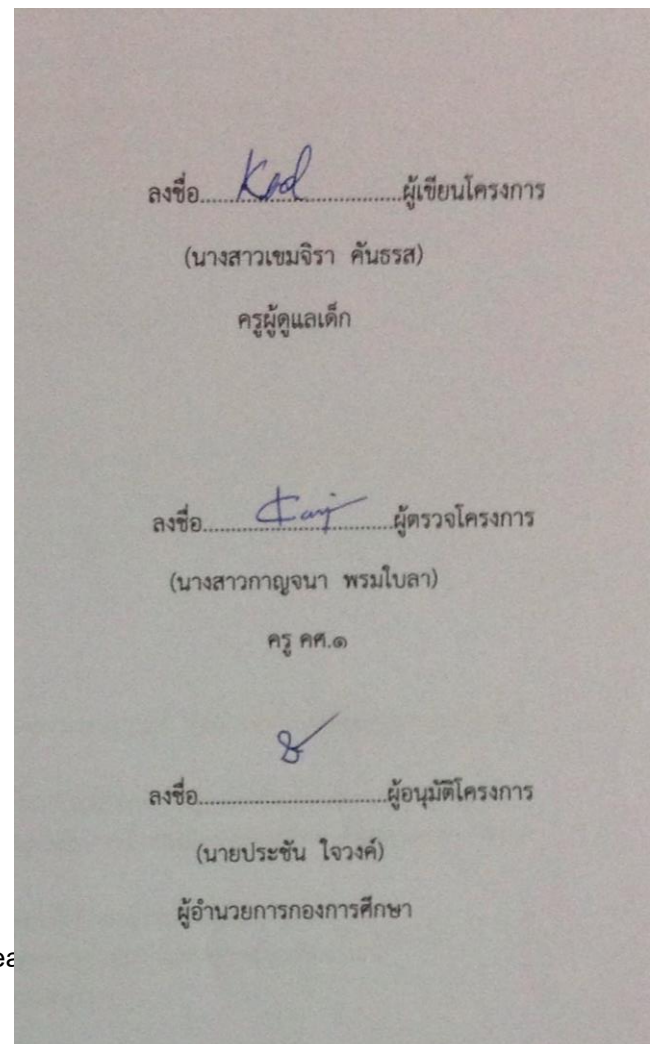 ลงชื่อ....................................ผู้เขียนโครงการ
(นางสาวเขมจิรา คันธรส)
ครูผู้ดูแลเด็ก
ลงชื่อ..................................ผู้ตรวจโครงการ
(นางสาวกาญจนา พรมใบลา)
ครู คศ.๑
ลงชื่อ..................................ผู้อนุมัติโครงการ
(นายประชัน ใจวงค์)
ผู้อำนวยการกองการศึกษา